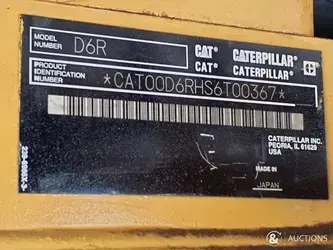 MODEL NUMBER D6R CAT CATERPILLAR
CAT CATERPILLAR
PRODUCT IDENTIFICATION NUMBER *CAT00D6RHS6T00367*
CATERPILLAR INC.
PEORIA, IL 61629
USA
MADE IN
JAPAN
& AUCTIONS